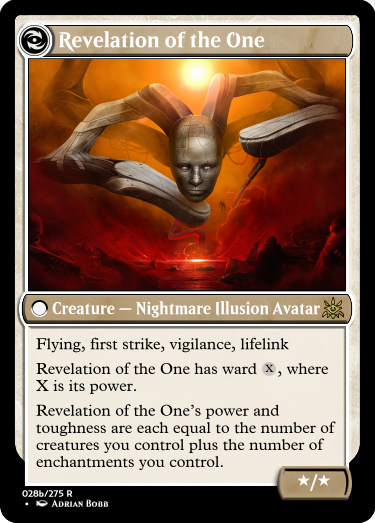 Revelation of the One
Creature — Nightmare Illusion Avatar
Flying, first strike, vigilance, lifelink
Revelation of the One has ward X, where
X is its power.
Revelation of the One's power and
toughness are each equal to the number of
creatures you control plus the number of
enchantments you control.
*/*
028b/275 R
• Adrian Bobb